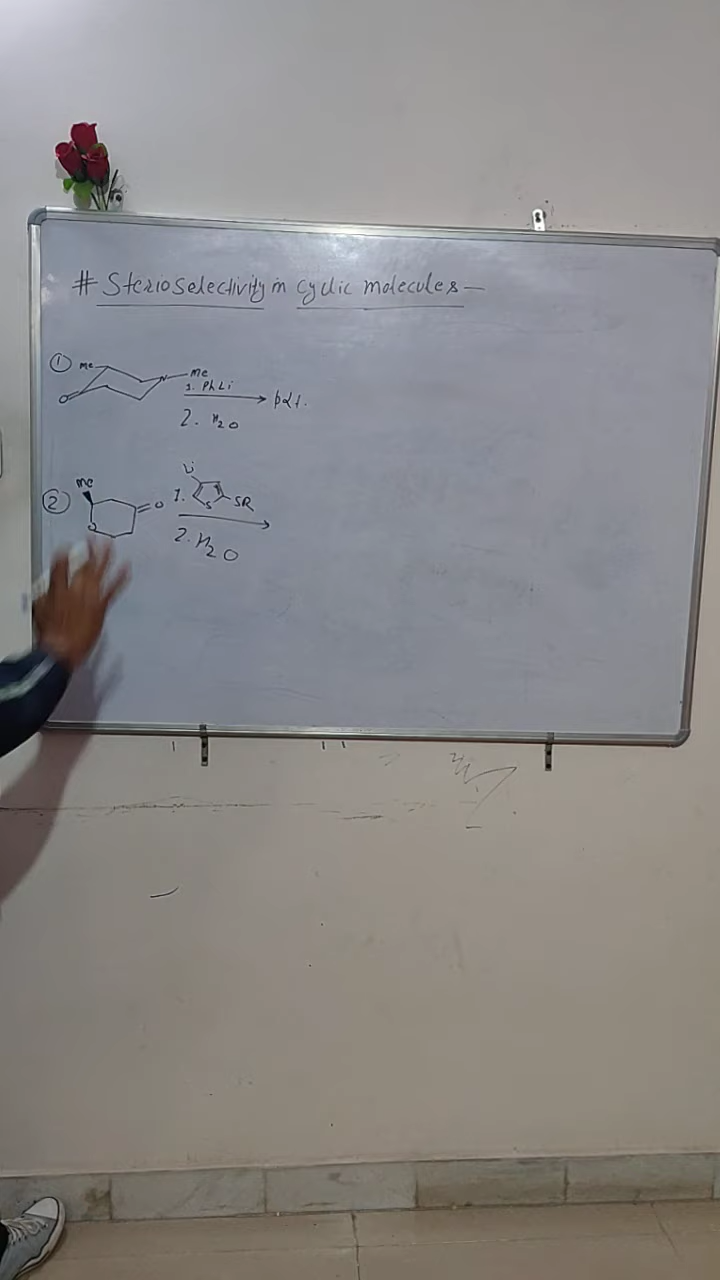 # Sterioselectivity in cyclic molecules —
① Me Me
O N 1. PhLi
2. H2O pdt.
② Me Li
O O 1. S SR
2. H2O